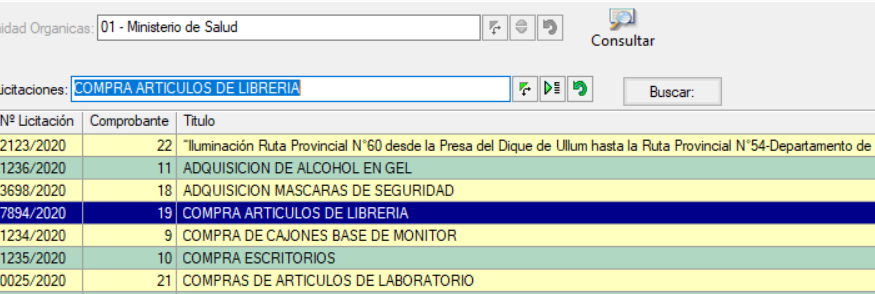 nidad Organicas: 01 - Ministerio de Salud
Consultar
icitaciones: COMPRA ARTICULOS DE LIBRERIA
Buscar:
Nº Licitación Comprobante Titulo
2123/2020 22 "Iluminación Ruta Provincial N°60 desde la Presa del Dique de Ullum hasta la Ruta Provincial N°54-Departamento de
1236/2020 11 ADQUISICION DE ALCOHOL EN GEL
3698/2020 18 ADQUISICION MASCARAS DE SEGURIDAD
7894/2020 19 COMPRA ARTICULOS DE LIBRERIA
1234/2020 9 COMPRA DE CAJONES BASE DE MONITOR
1235/2020 10 COMPRA ESCRITORIOS
0025/2020 21 COMPRAS DE ARTICULOS DE LABORATORIO